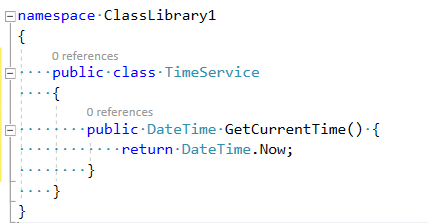 namespace ClassLibrary1
{
0 references
public class TimeService
{
0 references
public DateTime GetCurrentTime() {
return DateTime.Now;
}
}
}